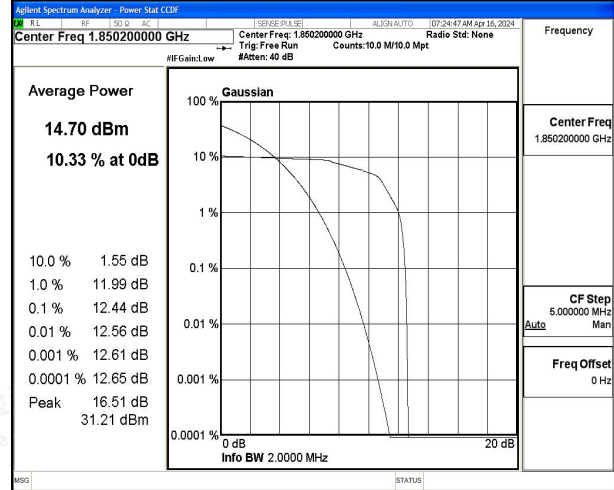 Agilent Spectrum Analyzer - Power Stat CCDF
RL RF 50 Ω AC SENSE:PULSE ALIGN AUTO 07:24:47 AM Apr 16, 2024
Center Freq 1.850200000 GHz
Center Freq: 1.850200000 GHz Radio Std: None
Trig: Free Run Counts:10.0 M/10.0 Mpt
#IFGain:Low #Atten: 40 dB
Frequency
Average Power
14.70 dBm
10.33 % at 0dB
10.0 % 1.55 dB
1.0 % 11.99 dB
0.1 % 12.44 dB
0.01 % 12.56 dB
0.001 % 12.61 dB
0.0001 % 12.65 dB
Peak 16.51 dB
31.21 dBm
Gaussian
100 %
10 %
1 %
0.1 %
0.01 %
0.001 %
0.0001 %
0 dB 20 dB
Info BW 2.0000 MHz
Center Freq
1.850200000 GHz
CF Step
5.000000 MHz
Auto Man
Freq Offset
0 Hz
MSG STATUS